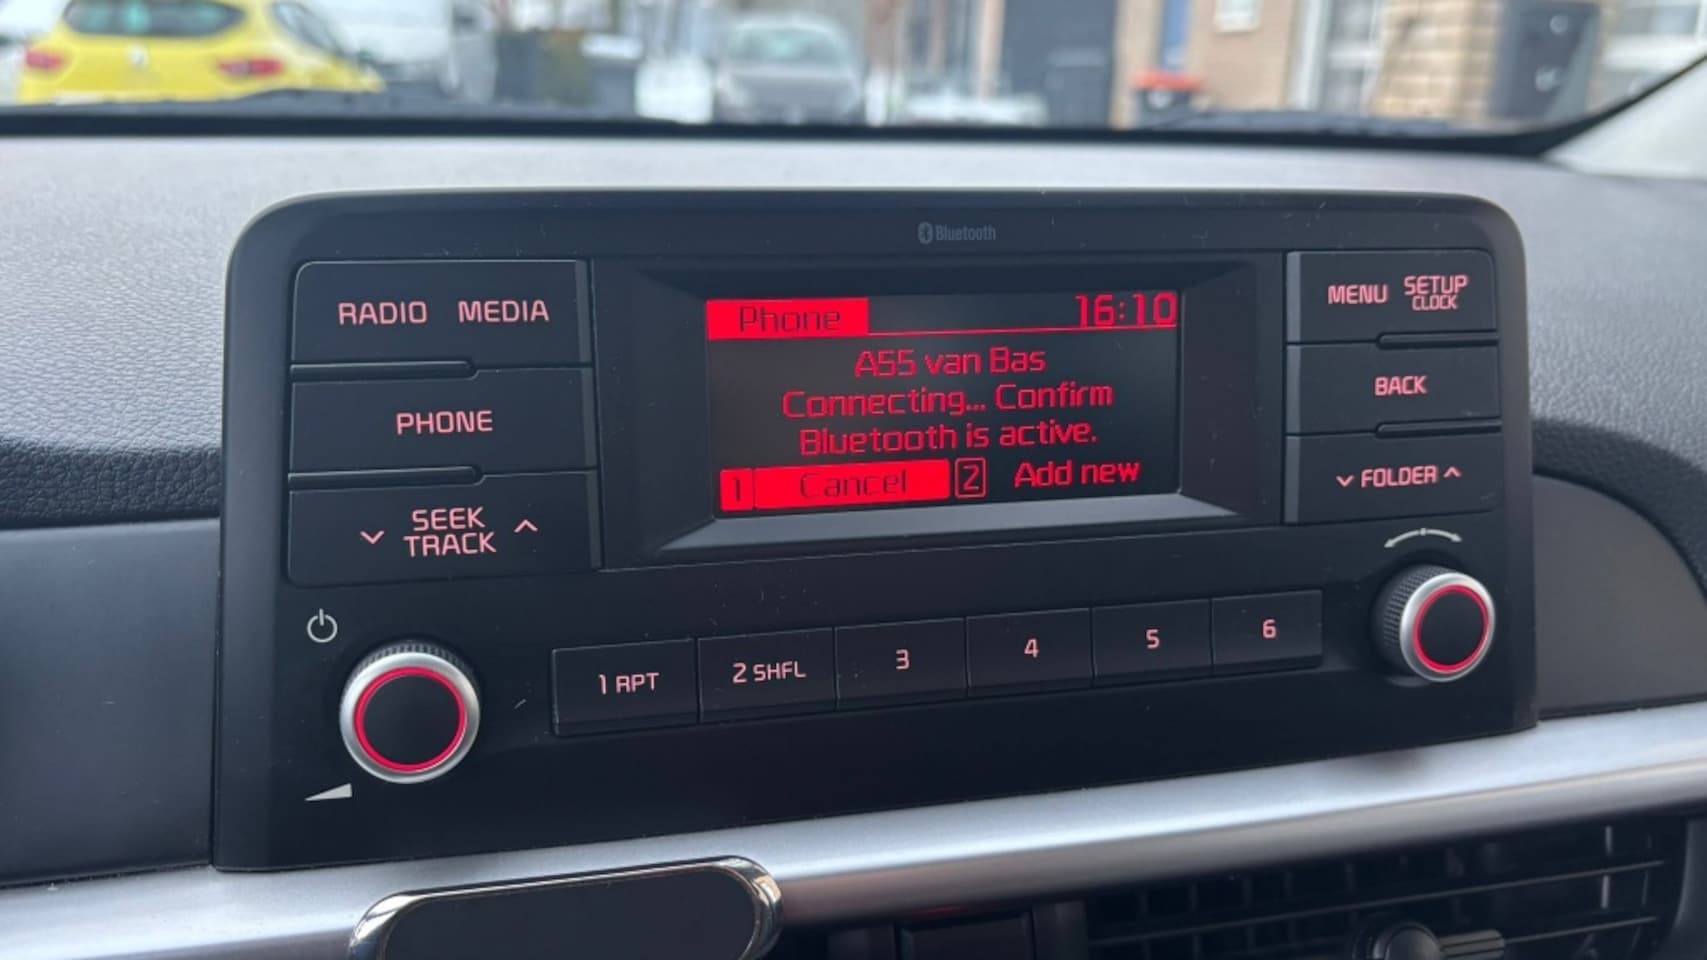 Bluetooth
RADIO MEDIA
PHONE
SEEK
TRACK
Phone 16:10
A55 van Bas
Connecting... Confirm
Bluetooth is active.
1 Cancel 2 Add new
MENU SETUP
CLOCK
BACK
FOLDER
1 RPT 2 SHFL 3 4 5 6